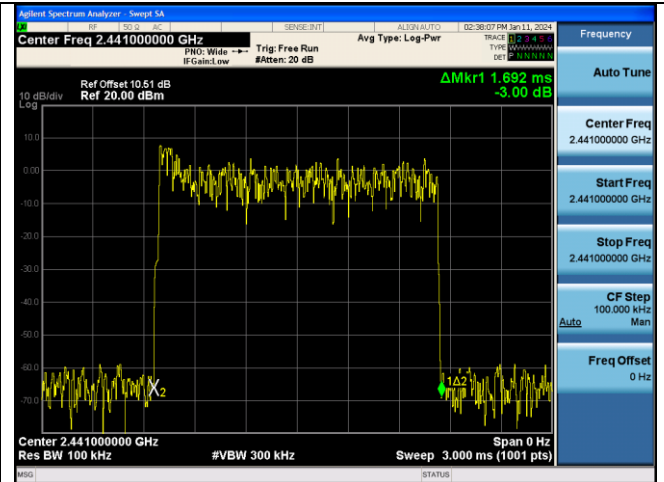 Agilent Spectrum Analyzer - Swept SA
RF 50 Ω AC SENSE:INT ALIGN AUTO 02:38:07 PM Jan 11, 2024
Center Freq 2.441000000 GHz
PNO: Wide
IFGain:Low
Trig: Free Run
#Atten: 20 dB
Avg Type: Log-Pwr
TRACE 1 2 3 4 5 6
TYPE W
DET P N N N N N
ΔMkr1 1.692 ms
-3.00 dB
Ref Offset 10.51 dB
10 dB/div Ref 20.00 dBm
Log
10.0
0.00
-10.0
-20.0
-30.0
-40.0
-50.0
-60.0
-70.0
X2
1Δ2
Center 2.441000000 GHz Span 0 Hz
Res BW 100 kHz #VBW 300 kHz Sweep 3.000 ms (1001 pts)
MSG STATUS
Frequency
Auto Tune
Center Freq
2.441000000 GHz
Start Freq
2.441000000 GHz
Stop Freq
2.441000000 GHz
CF Step
100.000 kHz
Auto Man
Freq Offset
0 Hz